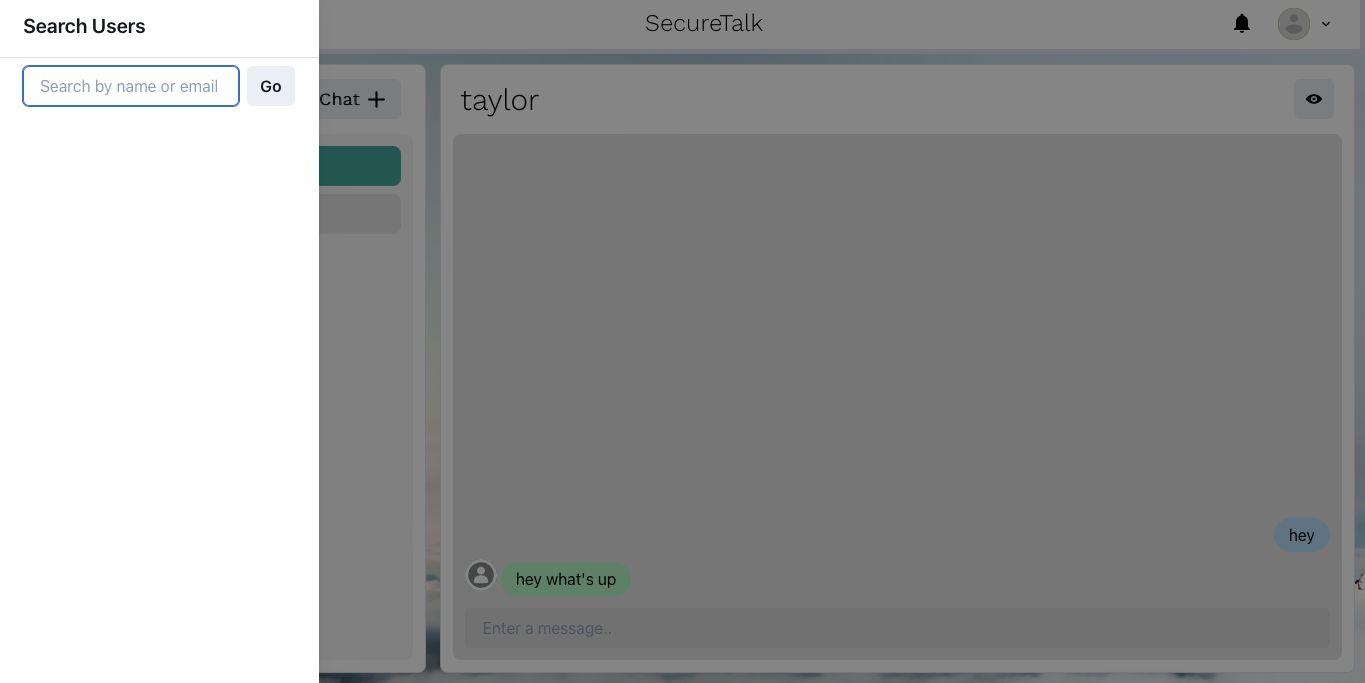 Search Users
Search by name or email
Go
SecureTalk
Chat
taylor
hey
hey what's up
Enter a message..